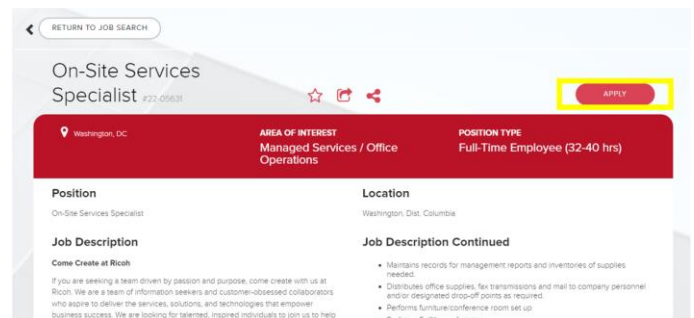 RETURN TO JOB SEARCH
On-Site Services
Specialist #22-05631
APPLY
Washington, DC
AREA OF INTEREST
Managed Services / Office
Operations
POSITION TYPE
Full-Time Employee (32-40 hrs)
Position
On-Site Services Specialist
Job Description
Come Create at Ricoh
If you are seeking a team driven by passion and purpose, come create with us at
Ricoh. We are a team of information seekers and customer-obsessed collaborators
who aspire to deliver the services, solutions, and technologies that empower
business success. We are looking for talented, inspired individuals to join us to help
Location
Washington, Dist. Columbia
Job Description Continued
Maintains records for management reports and inventories of supplies
needed.
Distributes office supplies, fax transmissions and mail to company personnel
and/or designated drop-off points as required.
Performs furniture/conference room set up